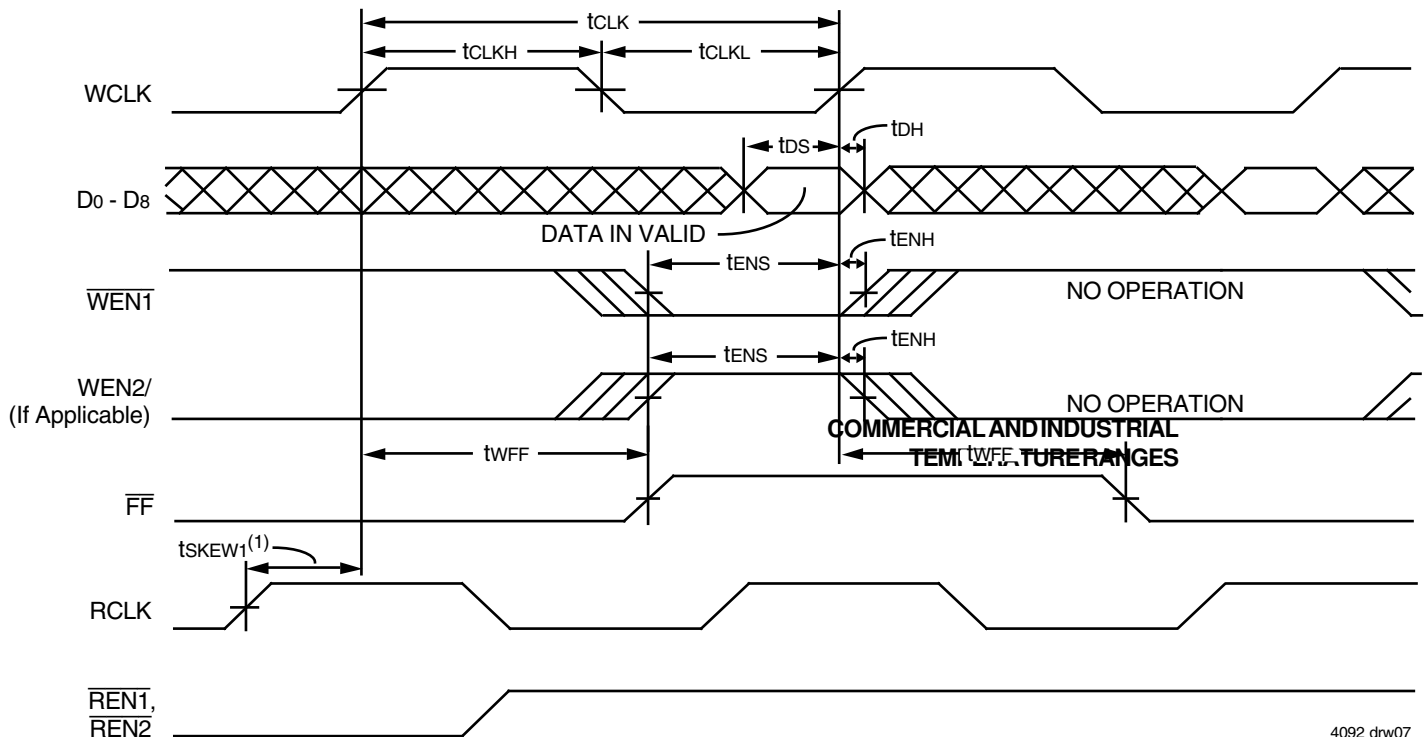 tCLK
tCLKH
tCLKL
WCLK
tDH
tDS
D0 - D8
DATA IN VALID
tENH
tENS
WEN1
NO OPERATION
tENH
tENS
WEN2/
(If Applicable)
NO OPERATION
COMMERCIAL AND INDUSTRIAL
tWFF
tWFF
RANGES
FF
tSKEW1(1)
RCLK
REN1,
REN2
4092 drw07